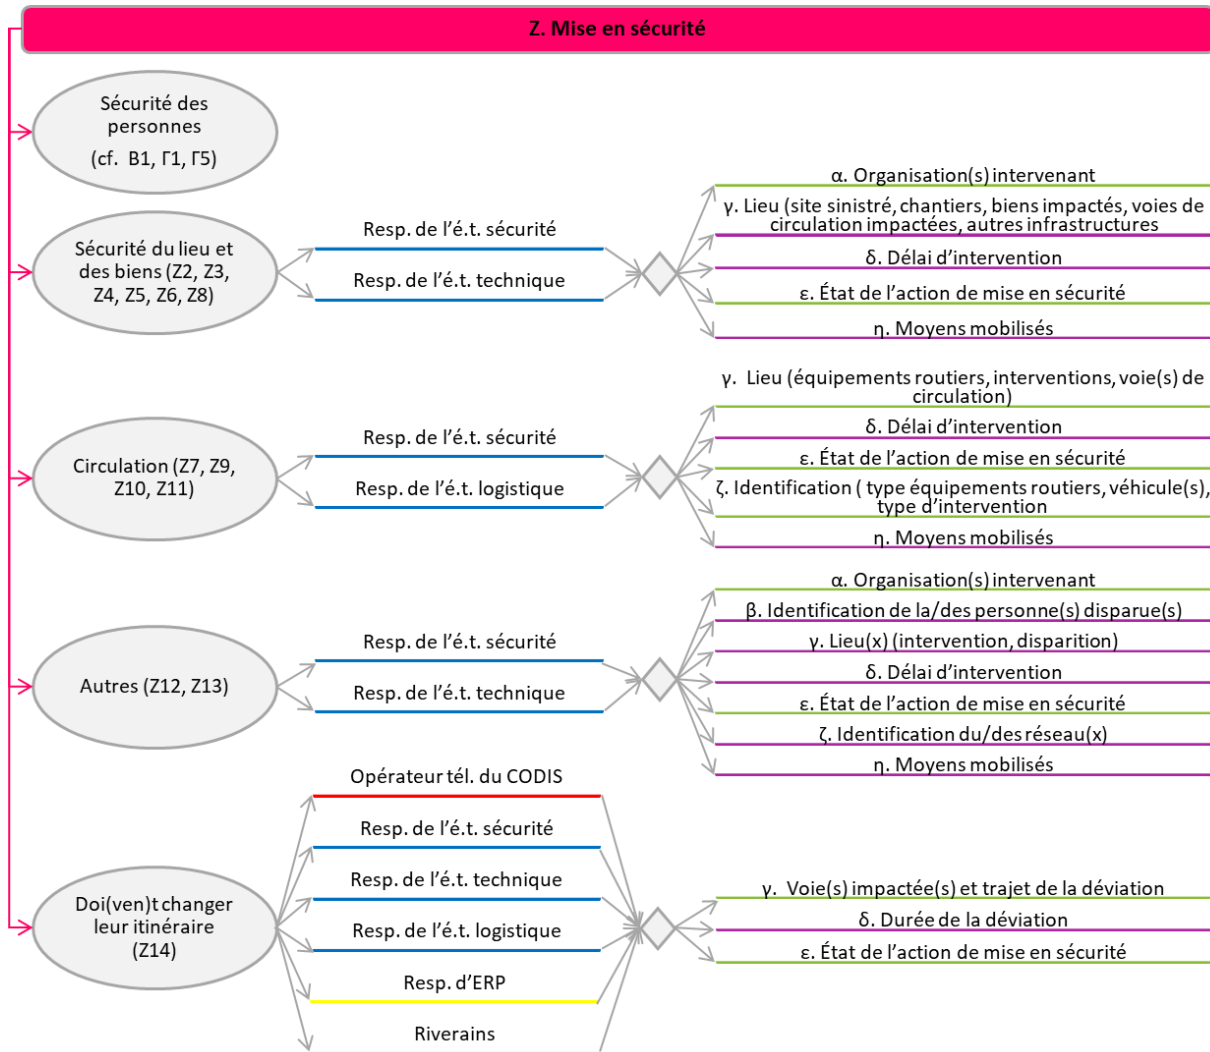 Z. Mise en sécurité
Sécurité des
personnes
(cf. B1, Γ1, Γ5)
Sécurité du lieu et
des biens (Z2, Z3,
Z4, Z5, Z6, Z8)
Resp. de l’é.t. sécurité
Resp. de l’é.t. technique
α. Organisation(s) intervenant
γ. Lieu (site sinistré, chantiers, biens impactés, voies de
circulation impactées, autres infrastructures
δ. Délai d’intervention
ε. État de l’action de mise en sécurité
η. Moyens mobilisés
Circulation (Z7, Z9,
Z10, Z11)
Resp. de l’é.t. sécurité
Resp. de l’é.t. logistique
γ. Lieu (équipements routiers, interventions, voie(s) de
circulation)
δ. Délai d’intervention
ε. État de l’action de mise en sécurité
ζ. Identification ( type équipements routiers, véhicule(s),
type d’intervention
η. Moyens mobilisés
Autres (Z12, Z13)
Resp. de l’é.t. sécurité
Resp. de l’é.t. technique
α. Organisation(s) intervenant
β. Identification de la/des personne(s) disparue(s)
γ. Lieu(x) (intervention, disparition)
δ. Délai d’intervention
ε. État de l’action de mise en sécurité
ζ. Identification du/des réseau(x)
η. Moyens mobilisés
Doi(ven)t changer
leur itinéraire
(Z14)
Opérateur tél. du CODIS
Resp. de l’é.t. sécurité
Resp. de l’é.t. technique
Resp. de l’é.t. logistique
Resp. d’ERP
Riverains
γ. Voie(s) impactée(s) et trajet de la déviation
δ. Durée de la déviation
ε. État de l’action de mise en sécurité